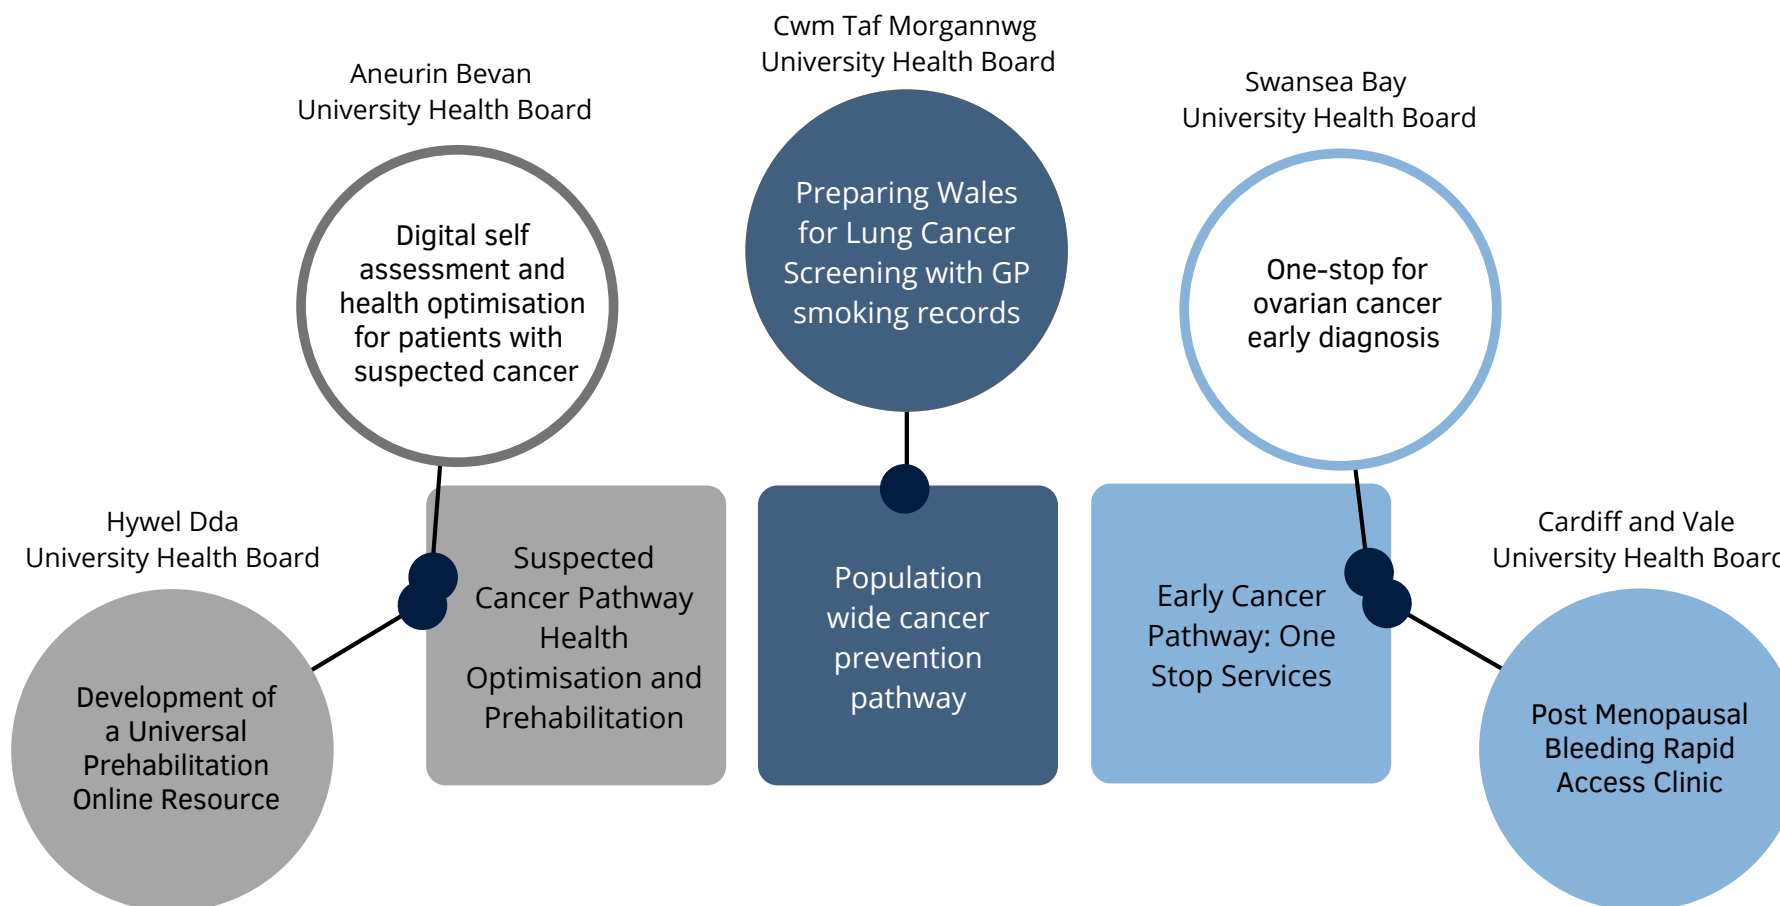 Cwm Taf Morgannwg
University Health Board
Aneurin Bevan
University Health Board
Swansea Bay
University Health Board
Preparing Wales
for Lung Cancer
Screening with GP
smoking records
Digital self
assessment and
health optimisation
for patients with
suspected cancer
One-stop for
ovarian cancer
early diagnosis
Hywel Dda
University Health Board
Cardiff and Vale
University Health Board
Suspected
Cancer Pathway
Health
Optimisation and
Prehabilitation
Population
wide cancer
prevention
pathway
Early Cancer
Pathway: One
Stop Services
Development of
a Universal
Prehabilitation
Online Resource
Post Menopausal
Bleeding Rapid
Access Clinic